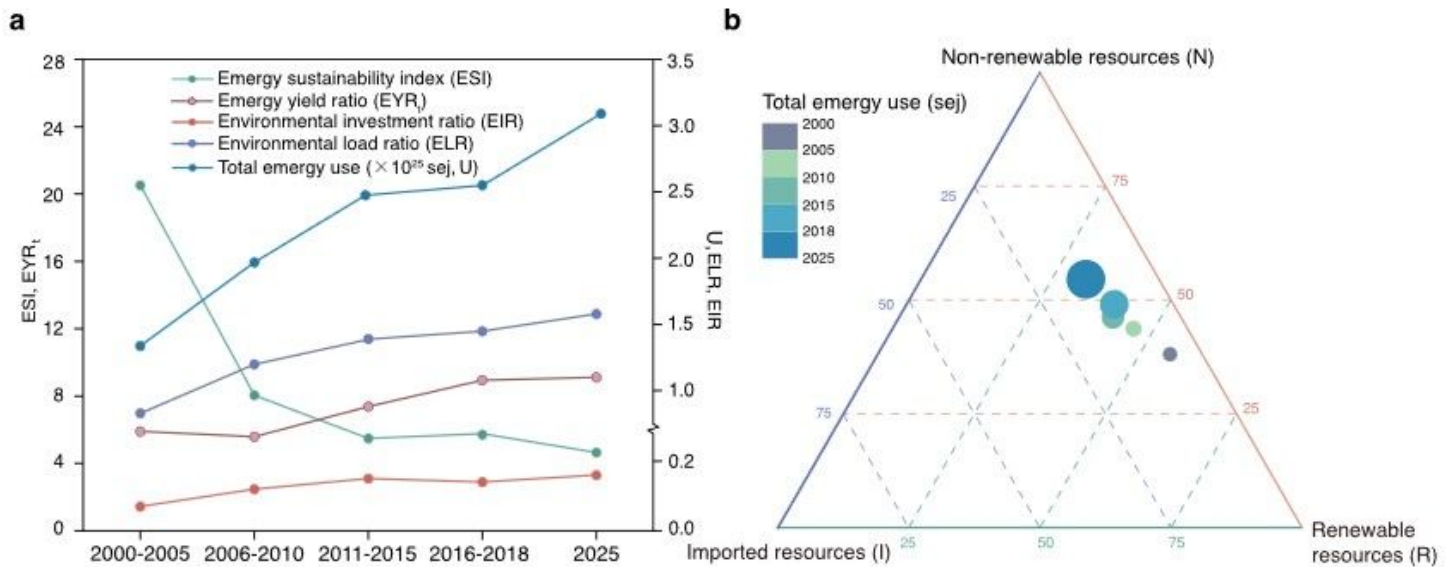 a
28
24
20
16
12
8
4
0
ESI, EYRt
Emergy sustainability index (ESI)
Emergy yield ratio (EYRt)
Environmental investment ratio (EIR)
Environmental load ratio (ELR)
Total emergy use (×10²⁵ sej, U)
3.5
3.0
2.5
2.0
1.5
1.0
0.2
0.0
U, ELR, EIR
2000-2005 2006-2010 2011-2015 2016-2018 2025
b
Non-renewable resources (N)
Total emergy use (sej)
2000
2005
2010
2015
2018
2025
25
75
50
50
75
25
Imported resources (I)
25
50
75
Renewable
resources (R)